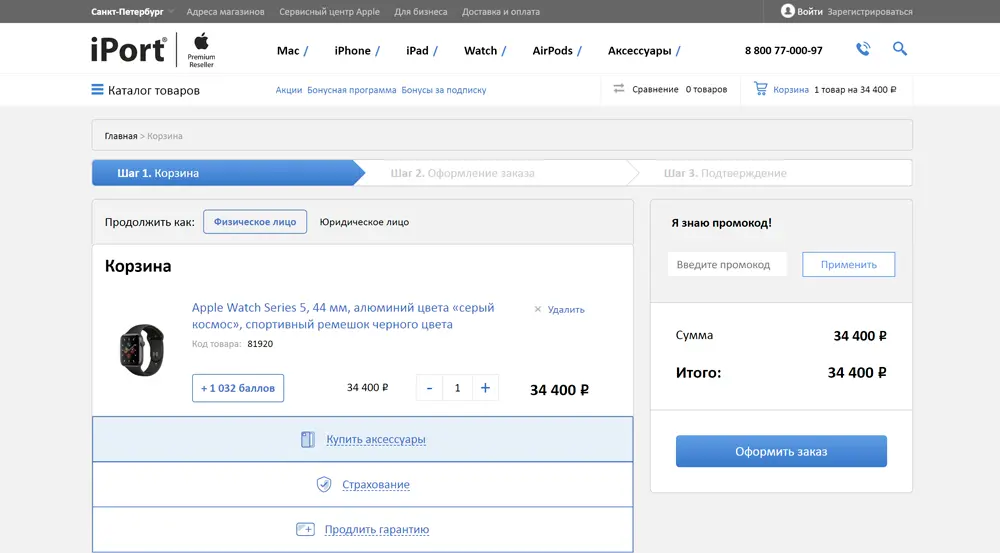 Санкт-Петербург Адреса магазинов Сервисный центр Apple Для бизнеса Доставка и оплата Войти Зарегистрироваться
iPort® Premium Reseller Mac / iPhone / iPad / Watch / AirPods / Аксессуары / 8 800 77-000-97
Каталог товаров Акции Бонусная программа Бонусы за подписку Сравнение 0 товаров Корзина 1 товар на 34 400 ₽
Главная > Корзина
Шаг 1. Корзина Шаг 2. Оформление заказа Шаг 3. Подтверждение
Продолжить как: Физическое лицо Юридическое лицо
Корзина
Apple Watch Series 5, 44 мм, алюминий цвета «серый
космос», спортивный ремешок черного цвета
× Удалить
Код товара: 81920
+ 1 032 баллов 34 400 ₽ - 1 + 34 400 ₽
Купить аксессуары
Страхование
Продлить гарантию
Я знаю промокод!
Введите промокод Применить
Сумма 34 400 ₽
Итого: 34 400 ₽
Оформить заказ